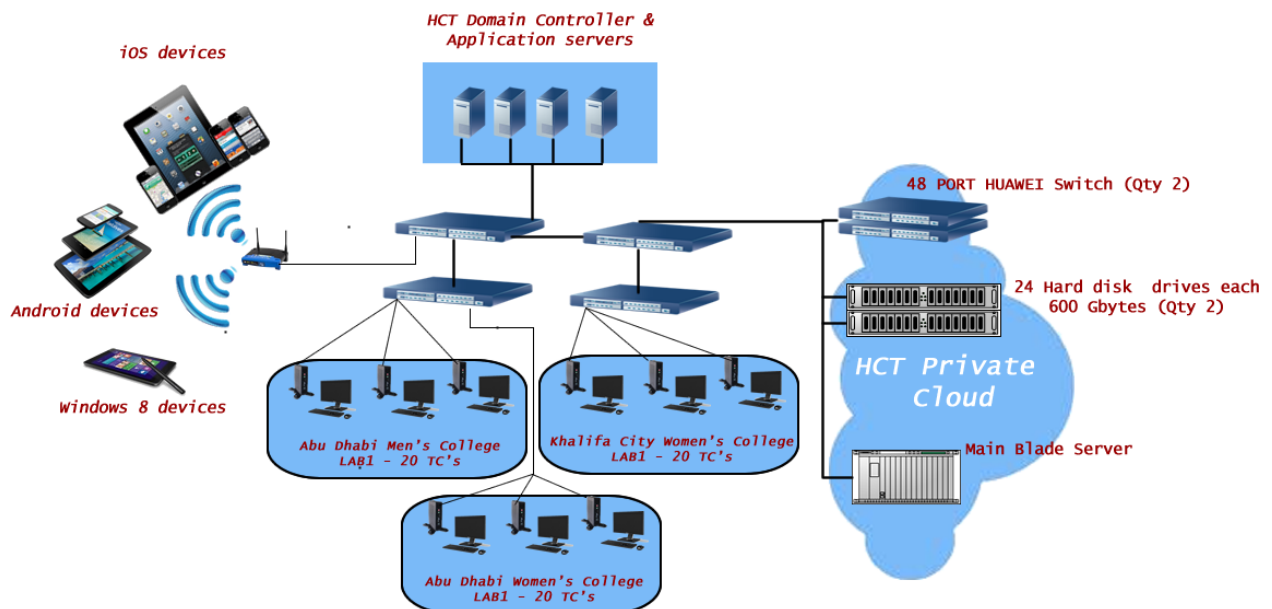 HCT Domain Controller &
Application servers
iOS devices
48 PORT HUAWEI Switch (Qty 2)
24 Hard disk drives each
600 Gbytes (Qty 2)
Android devices
HCT Private
Cloud
Windows 8 devices
Abu Dhabi Men's College
LAB1 - 20 TC's
Khalifa City Women's College
LAB1 - 20 TC's
Main Blade Server
Abu Dhabi Women's College
LAB1 - 20 TC's